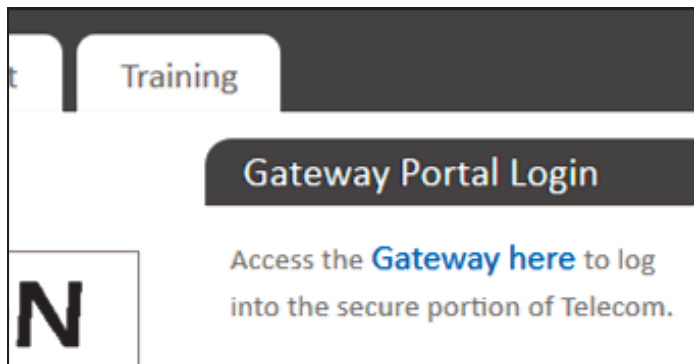 t
Training
Gateway Portal Login
Access the Gateway here to log
into the secure portion of Telecom.
N